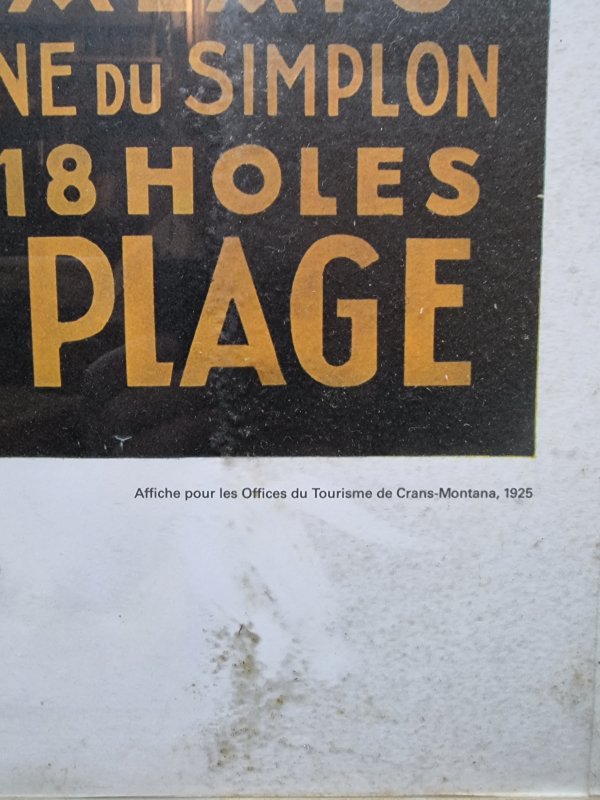 NE DU SIMPLON
18 HOLES
PLAGE
Affiche pour les Offices du Tourisme de Crans-Montana, 1925